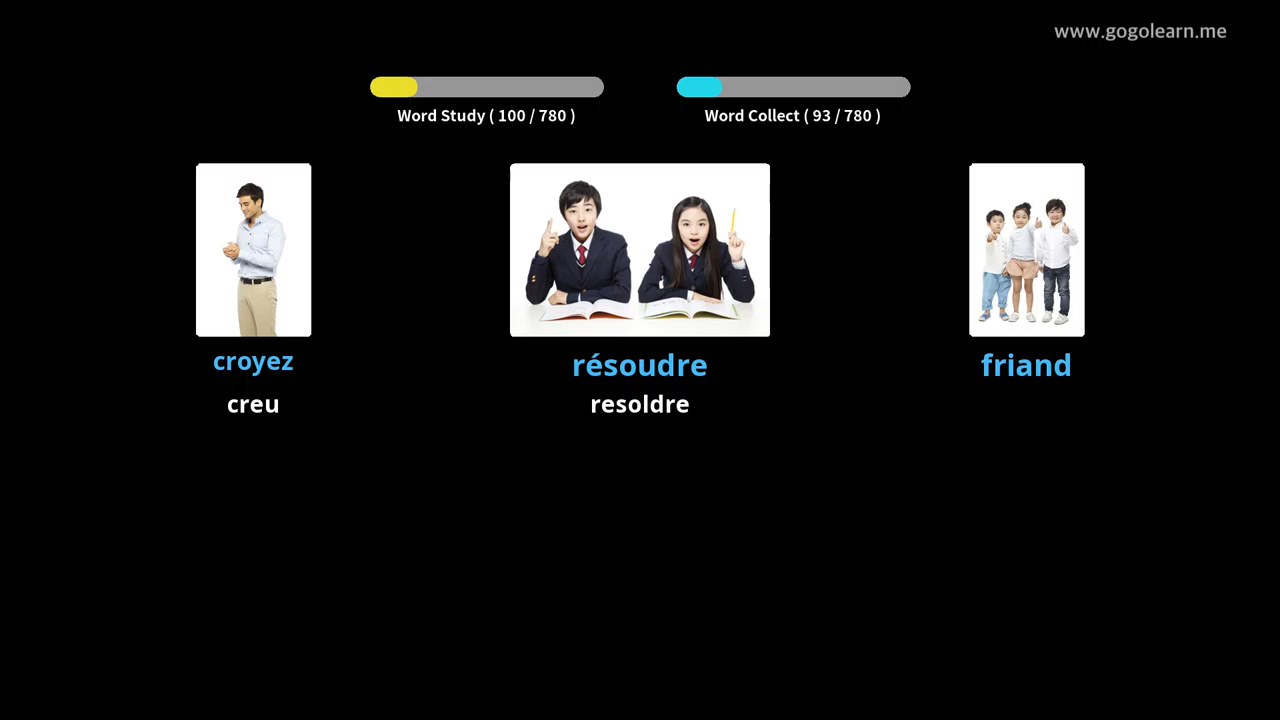 www.gogolearn.me
Word Study ( 100 / 780 )
Word Collect ( 93 / 780 )
croyez
creu
résoudre
resoldre
friand